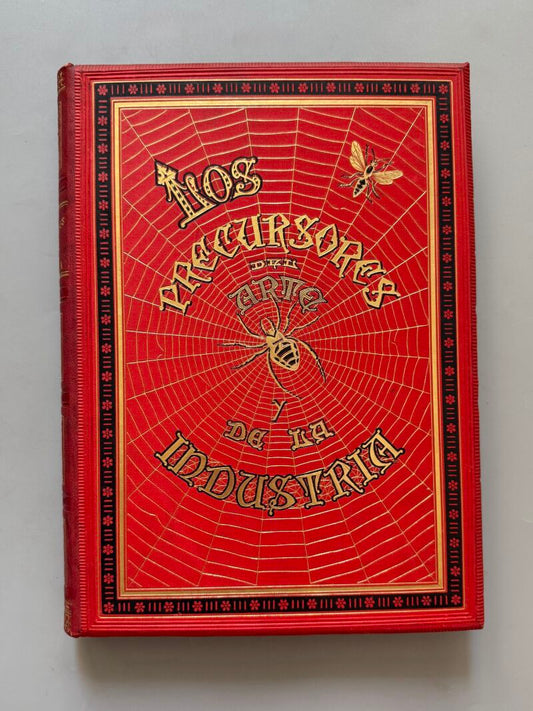 LOS
PRECURSORES
DEL
ARTE
Y
DE LA
INDUSTRIA